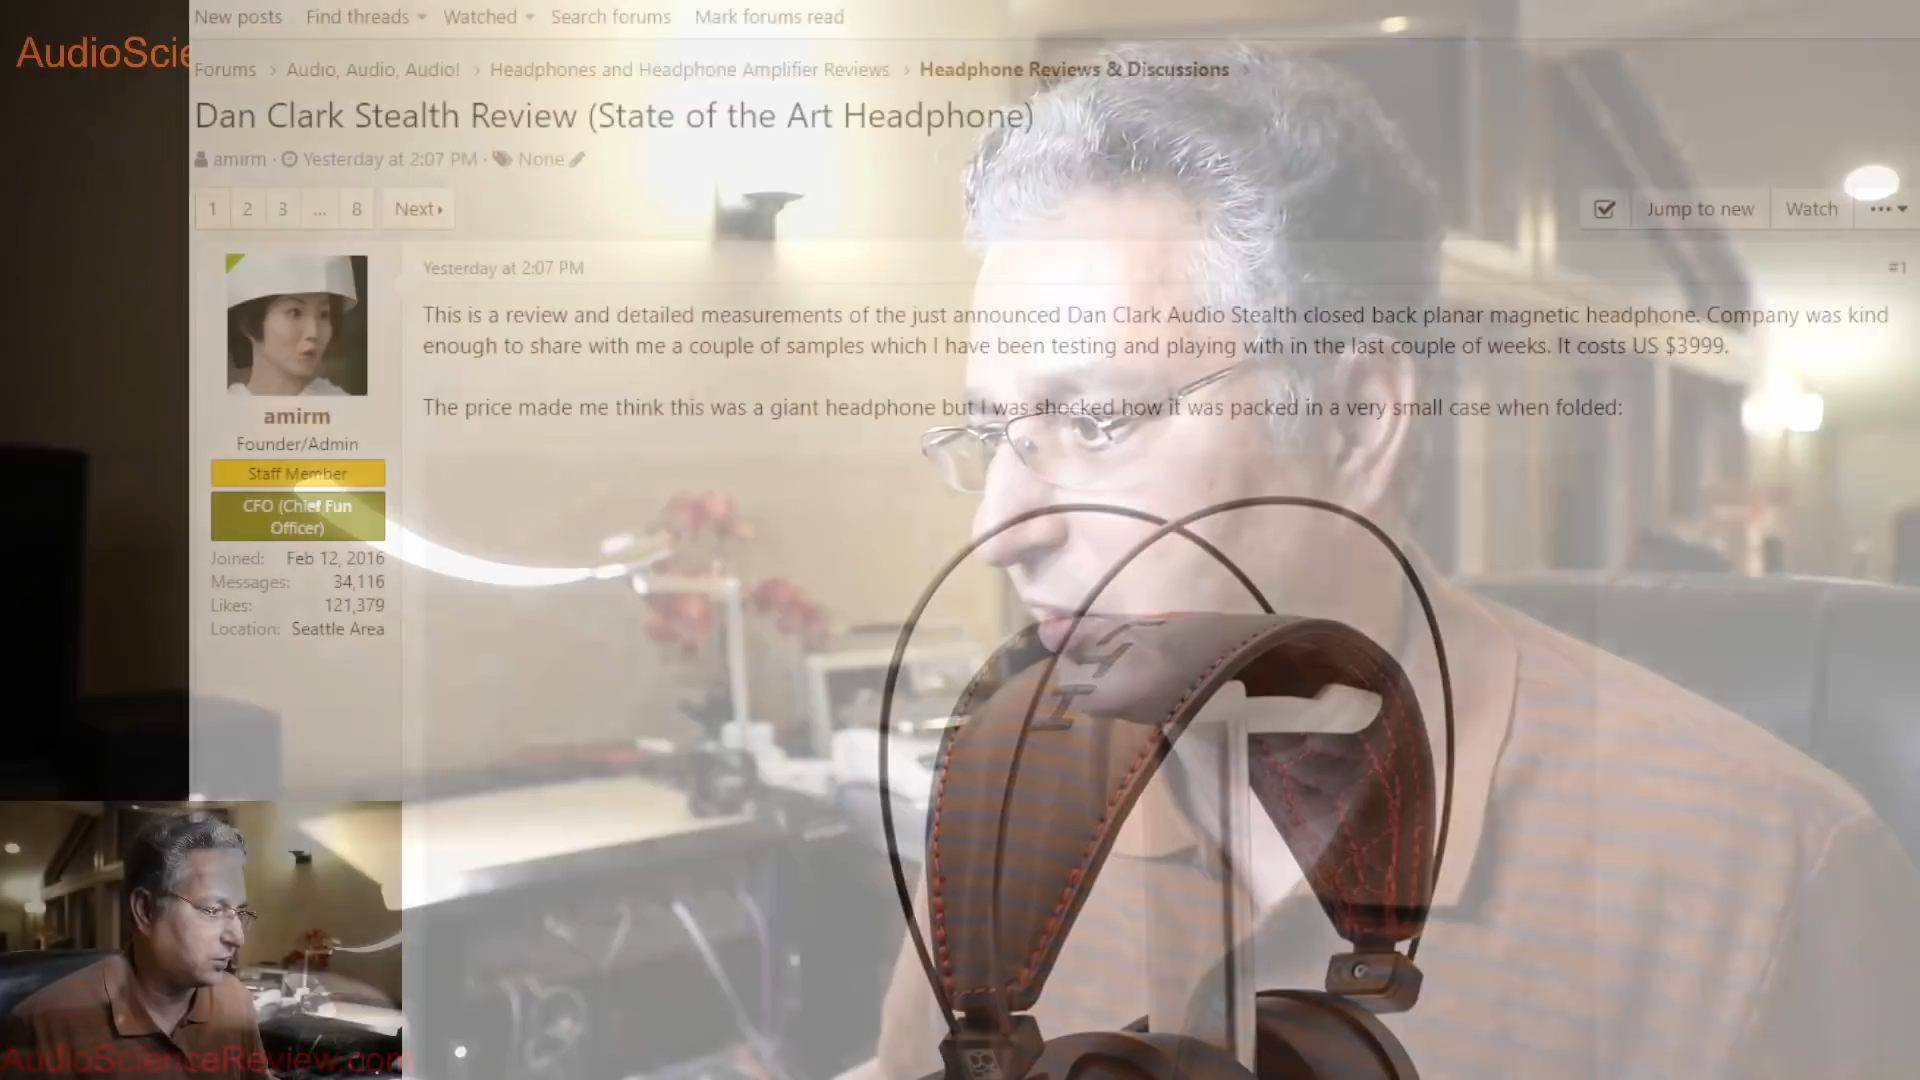 New posts Find threads Watched Search forums Mark forums read
AudioScie
Forums > Audio, Audio, Audio! > Headphones and Headphone Amplifier Reviews > Headphone Reviews & Discussions >
Dan Clark Stealth Review (State of the Art Headphone)
amirm · Yesterday at 2:07 PM · None
1 2 3 ... 8 Next
Jump to new Watch ...
Yesterday at 2:07 PM #1
This is a review and detailed measurements of the just announced Dan Clark Audio Stealth closed back planar magnetic headphone. Company was kind
enough to share with me a couple of samples which I have been testing and playing with in the last couple of weeks. It costs US $3999.
The price made me think this was a giant headphone but I was shocked how it was packed in a very small case when folded:
amirm
Founder/Admin
Staff Member
CFO (Chief Fun
Officer)
Joined: Feb 12, 2016
Messages: 34,116
Likes: 121,379
Location: Seattle Area
AudioScienceReview.com